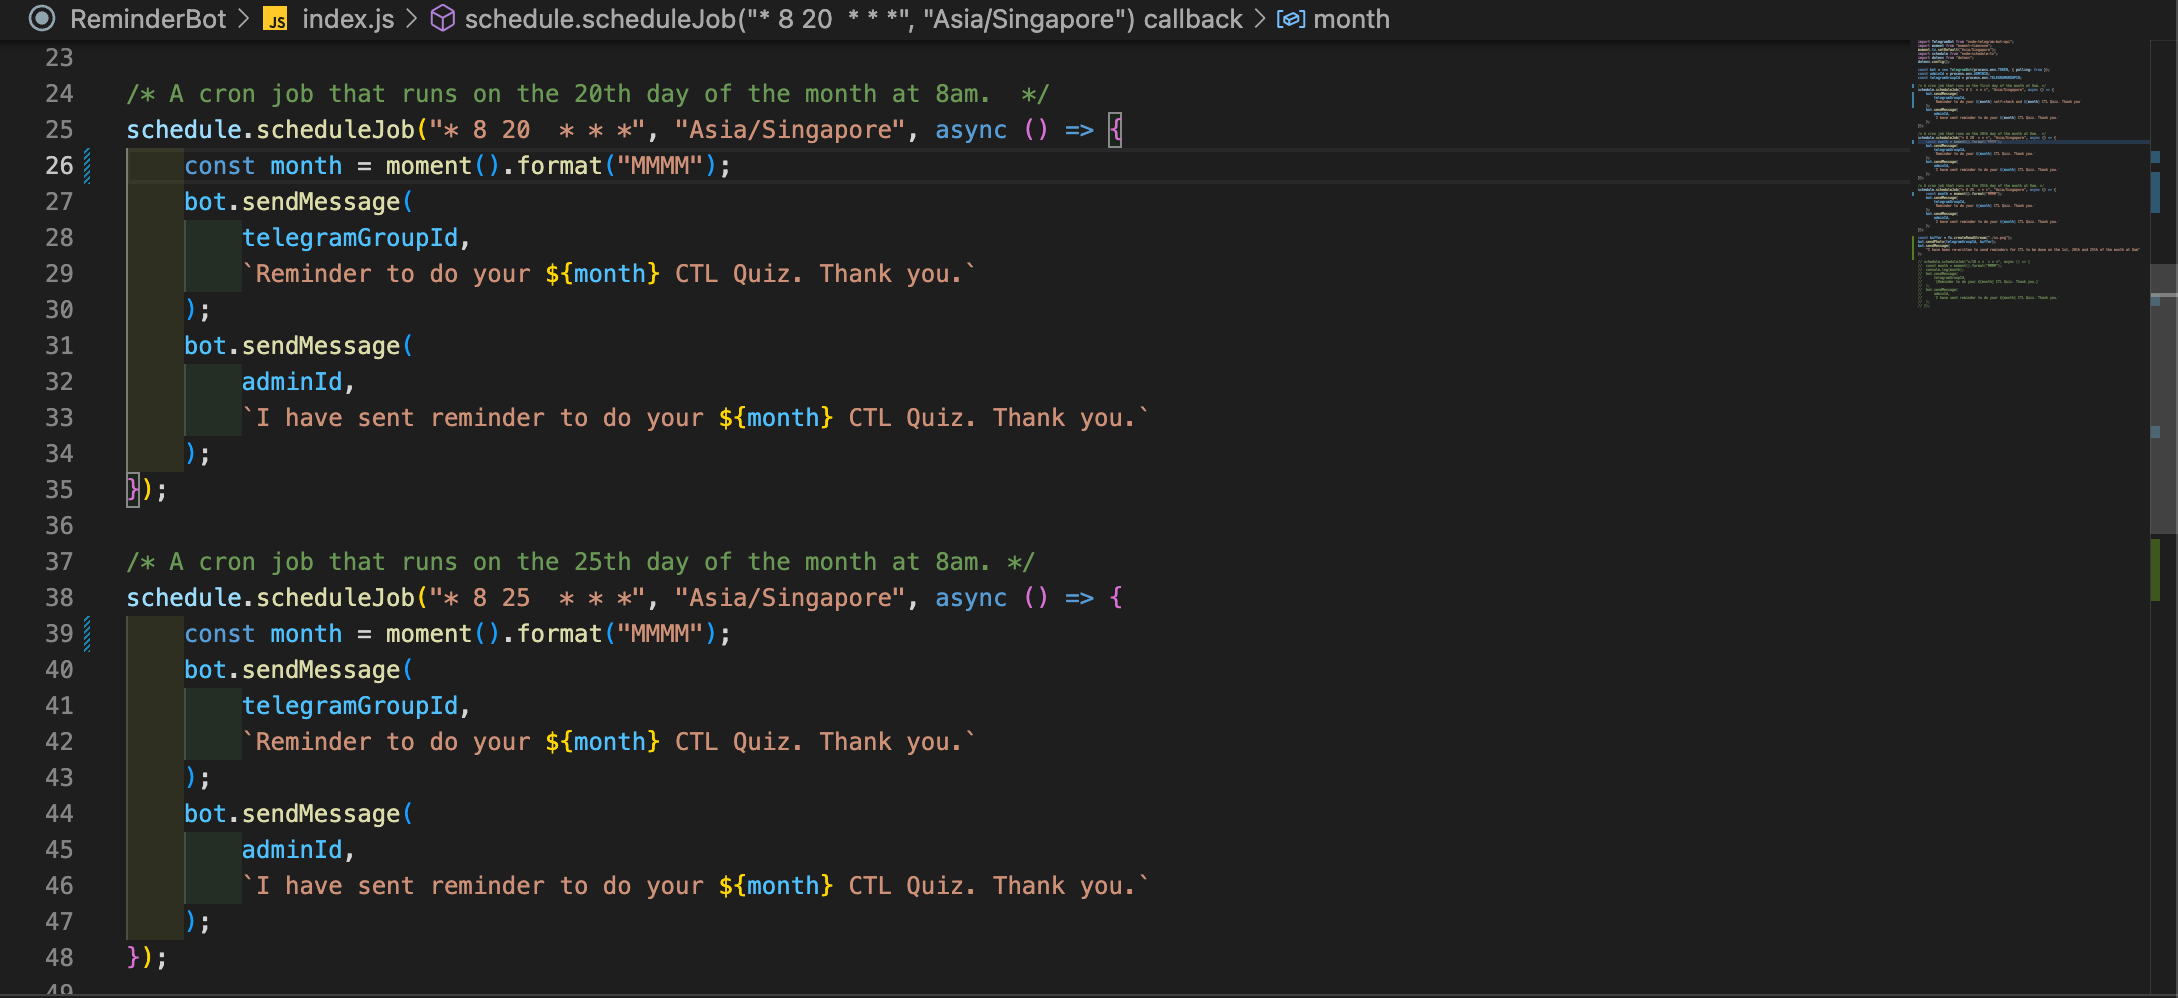 ReminderBot > JS index.js > schedule.scheduleJob("* 8 20  * * *", "Asia/Singapore") callback > month
23
24 /* A cron job that runs on the 20th day of the month at 8am.  */
25 schedule.scheduleJob("* 8 20  * * *", "Asia/Singapore", async () => {
26     const month = moment().format("MMMM");
27     bot.sendMessage(
28         telegramGroupId,
29         `Reminder to do your ${month} CTL Quiz. Thank you.`
30     );
31     bot.sendMessage(
32         adminId,
33         `I have sent reminder to do your ${month} CTL Quiz. Thank you.`
34     );
35 });
36
37 /* A cron job that runs on the 25th day of the month at 8am. */
38 schedule.scheduleJob("* 8 25  * * *", "Asia/Singapore", async () => {
39     const month = moment().format("MMMM");
40     bot.sendMessage(
41         telegramGroupId,
42         `Reminder to do your ${month} CTL Quiz. Thank you.`
43     );
44     bot.sendMessage(
45         adminId,
46         `I have sent reminder to do your ${month} CTL Quiz. Thank you.`
47     );
48 });
49